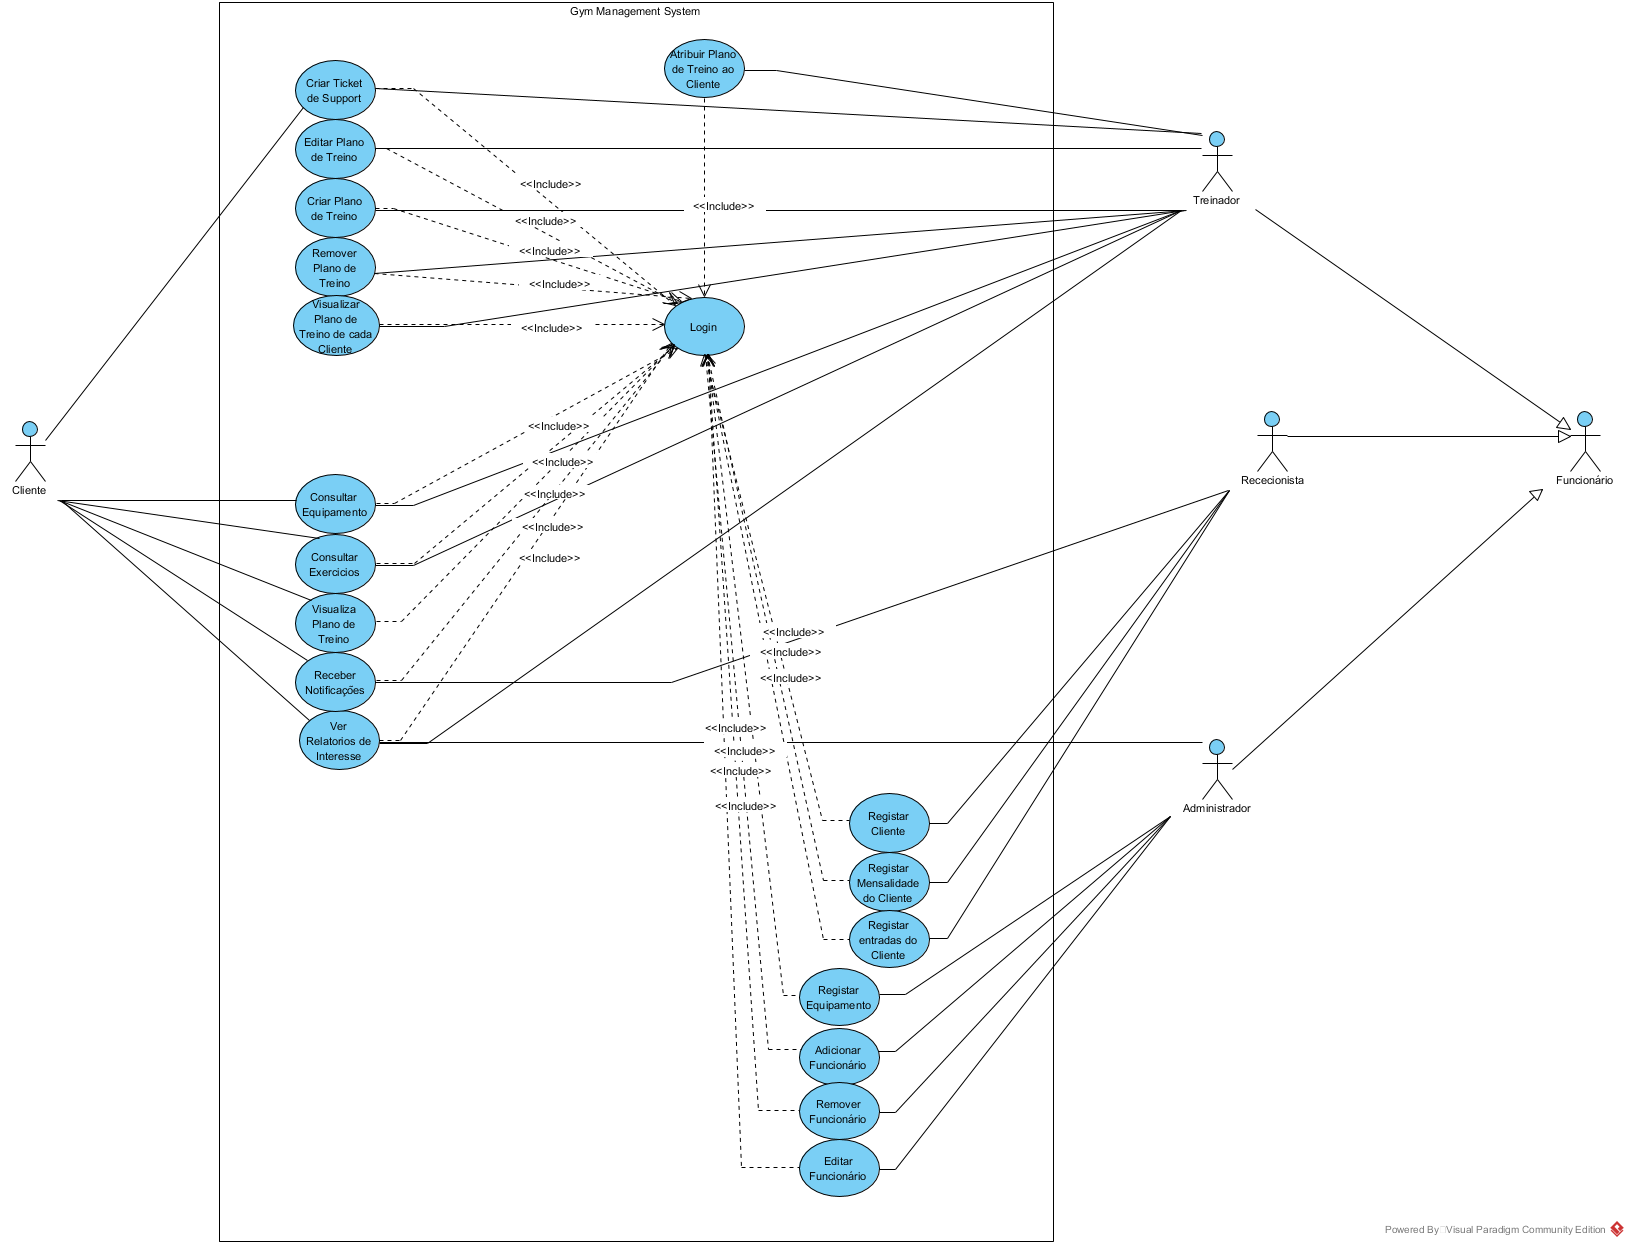 Gym Management System
Atribuir Plano
de Treino ao
Cliente
Criar Ticket
de Support
Editar Plano
de Treino
<<Include>>
Criar Plano
de Treino
<<Include>>
<<Include>>
Treinador
Remover
Plano de
Treino
<<Include>>
<<Include>>
Visualizar
Plano de
Treino de cada
Cliente
<<Include>>
Login
Cliente
<<Include>>
<<Include>>
<<Include>>
<<Include>>
<<Include>>
Rececionista
Funcionário
Consultar
Equipamento
Consultar
Exercicios
Visualiza
Plano de
Treino
Receber
Notificações
Ver
Relatorios de
Interesse
<<Include>>
<<Include>>
<<Include>>
<<Include>>
<<Include>>
<<Include>>
<<Include>>
Administrador
Registar
Cliente
Registar
Mensalidade
do Cliente
Registar
entradas do
Cliente
Registar
Equipamento
Adicionar
Funcionário
Remover
Funcionário
Editar
Funcionário
Powered By Visual Paradigm Community Edition